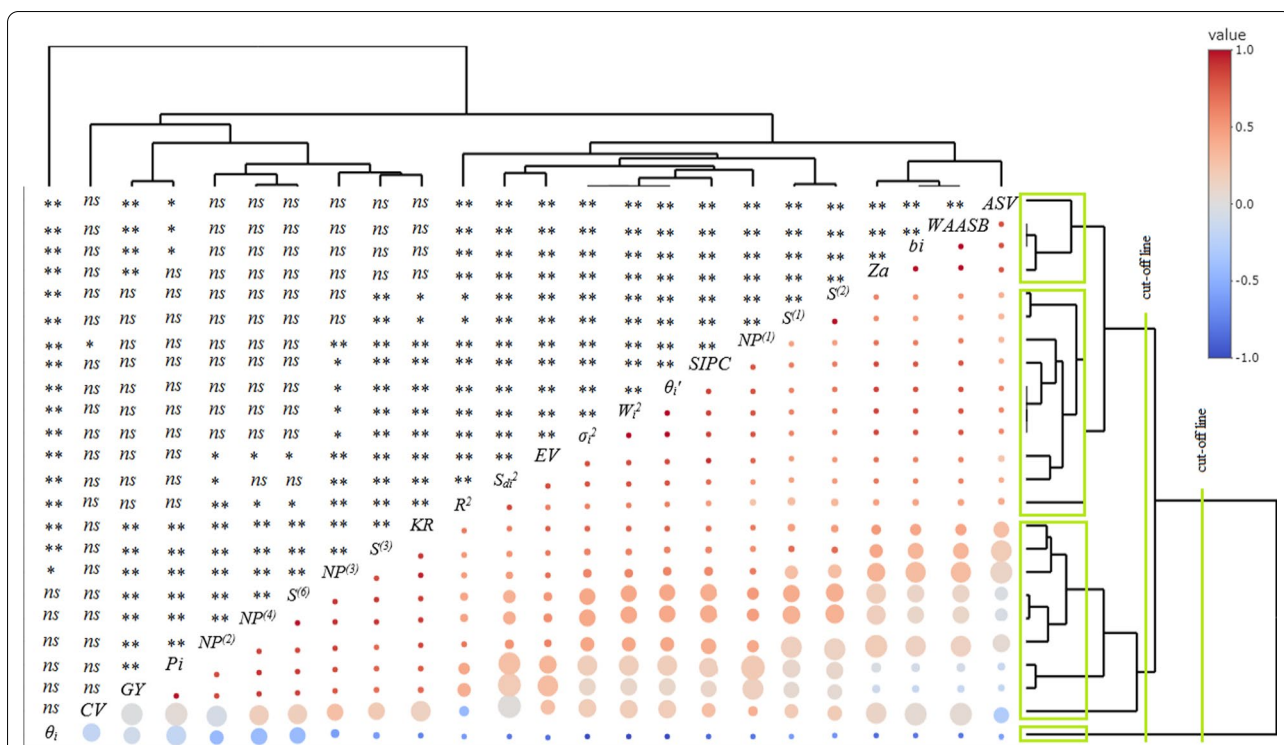 value
1.0
0.5
0.0
-0.5
-1.0
** ns ** * ns ns ns ns ns ns ** ** ** ** ** ** ** ** ** ** ** ** ** ASV
** ns ** * ns ns ns ns ns ns ** ** ** ** ** ** ** ** ** ** ** ** WAASB
** ns ** * ns ns ns ns ns ns ** ** ** ** ** ** ** ** ** ** ** bi
** ns ** ns ns ns ns ns ns ns ** ** ** ** ** ** ** ** ** ** Za
** ns ns ns ns ns ns ns ** * * ** ** ** ** ** ** ** ** S(2)
** ns ns ns ns ns ns ns ** * * ** ** ** ** ** ** ** S(1)
** * ns ns ns ns ns ** ** ** ** ** ** ** ** ** ** NP(1)
** ns ns ns ns ns ns * ** ** ** ** ** ** ** ** SIPC
** ns ns ns ns ns ns * ** ** ** ** ** ** ** θi'
** ns ns ns ns ns ns * ** ** ** ** ** ** Wi2
** ns ns ns ns ns ns * ** ** ** ** ** σi2
** ns ns ns * * * ** ** ** ** ** EV
** ns ns ns * ns ns ** ** ** ** Sdi2
** ns ns ns ** * * ** ** ** R2
** ns ** ** ** ** ** ** ** KR
** ns ** ** ** ** ** ** S(3)
* ns ** ** ** ** ** NP(3)
ns ns ** ** ** ** S(6)
ns ns ** ** ** NP(4)
ns ns ** ** NP(2)
ns ns ** Pi
ns ns GY
ns CV
θi
cut-off line
cut-off line